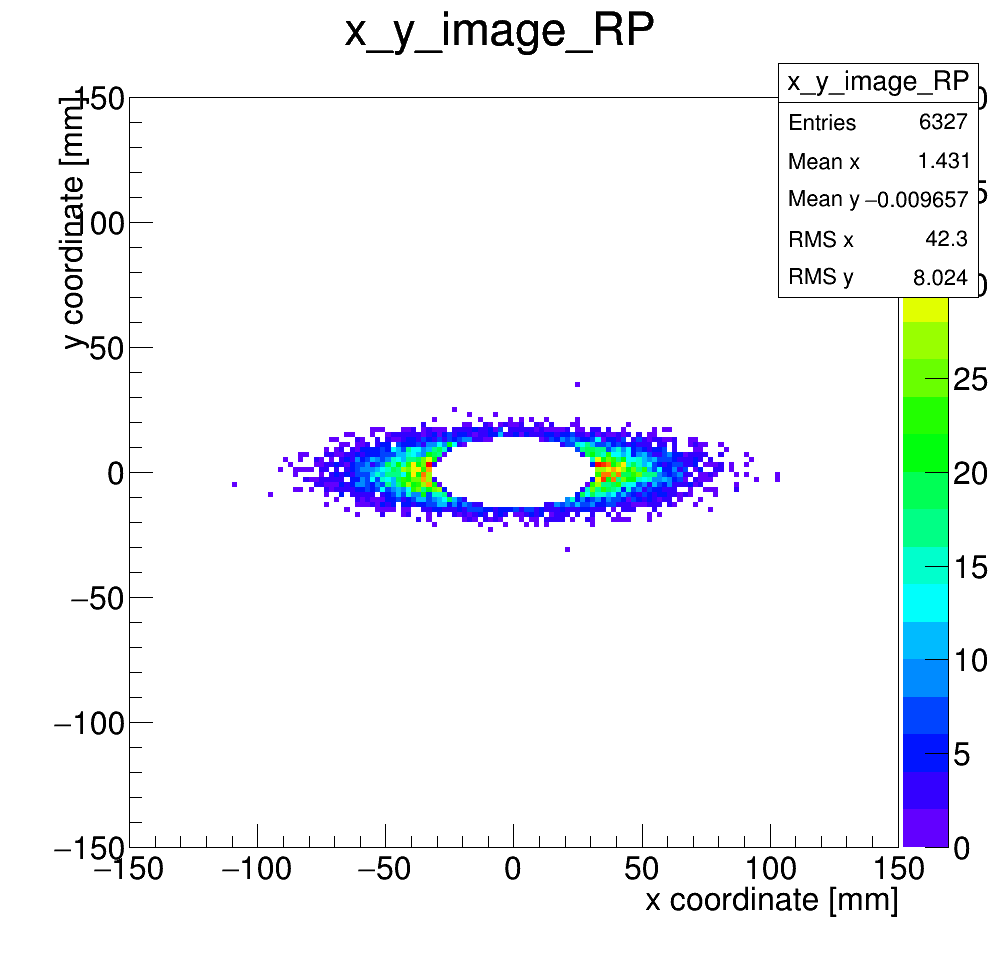 x_y_image_RP
x_y_image_RP
Entries 6327
Mean x 1.431
Mean y −0.009657
RMS x 42.3
RMS y 8.024
y coordinate [mm]
150
100
50
0
−50
−100
−150
−150 −100 −50 0 50 100 150
x coordinate [mm]
25
20
15
10
5
0